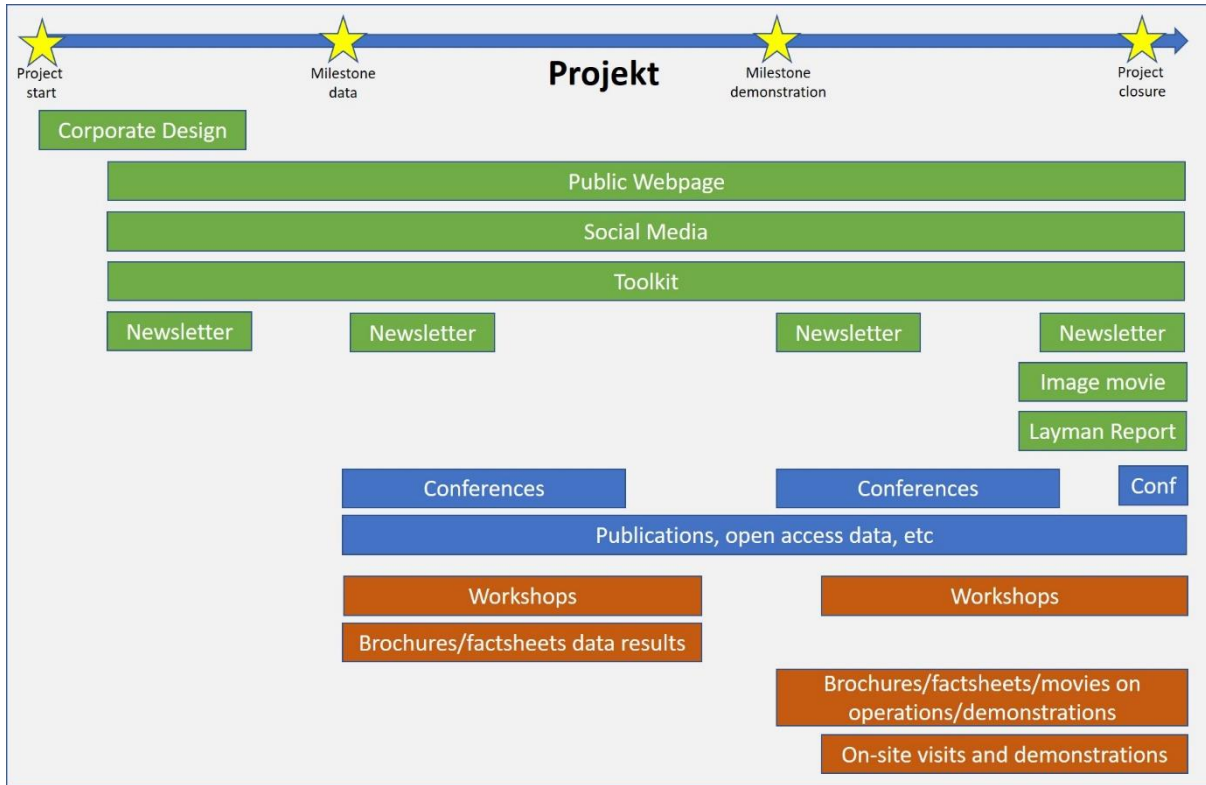 Project
start
Milestone
data
Projekt
Milestone
demonstration
Project
closure
Corporate Design
Public Webpage
Social Media
Toolkit
Newsletter
Newsletter
Newsletter
Newsletter
Image movie
Layman Report
Conferences
Conferences
Conf
Publications, open access data, etc
Workshops
Workshops
Brochures/factsheets data results
Brochures/factsheets/movies on
operations/demonstrations
On-site visits and demonstrations